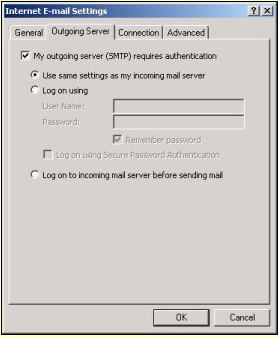 Internet E-mail Settings
General Outgoing Server Connection Advanced
My outgoing server (SMTP) requires authentication
Use same settings as my incoming mail server
Log on using
User Name:
Password:
Remember password
Log on using Secure Password Authentication
Log on to incoming mail server before sending mail
OK Cancel